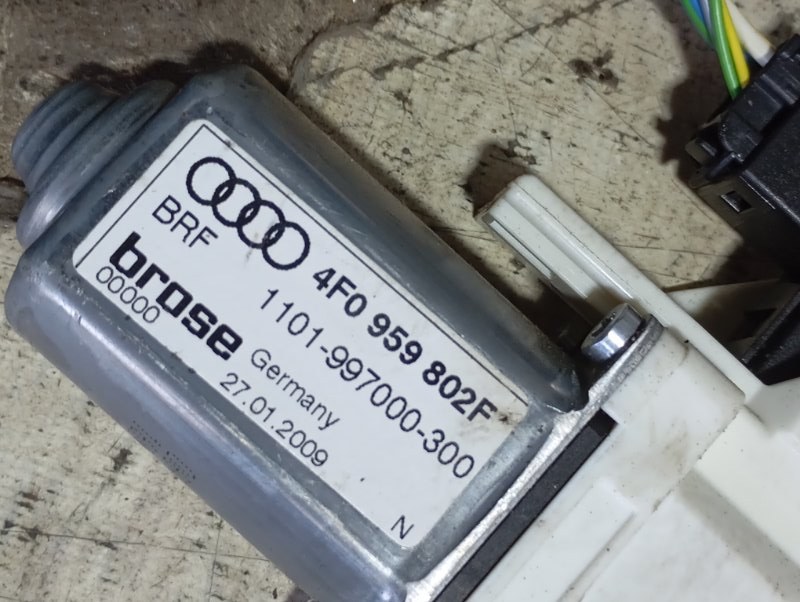 4F0 959 802F
BRF
1101-997000-300
brose
Germany
00000
27.01.2009
N